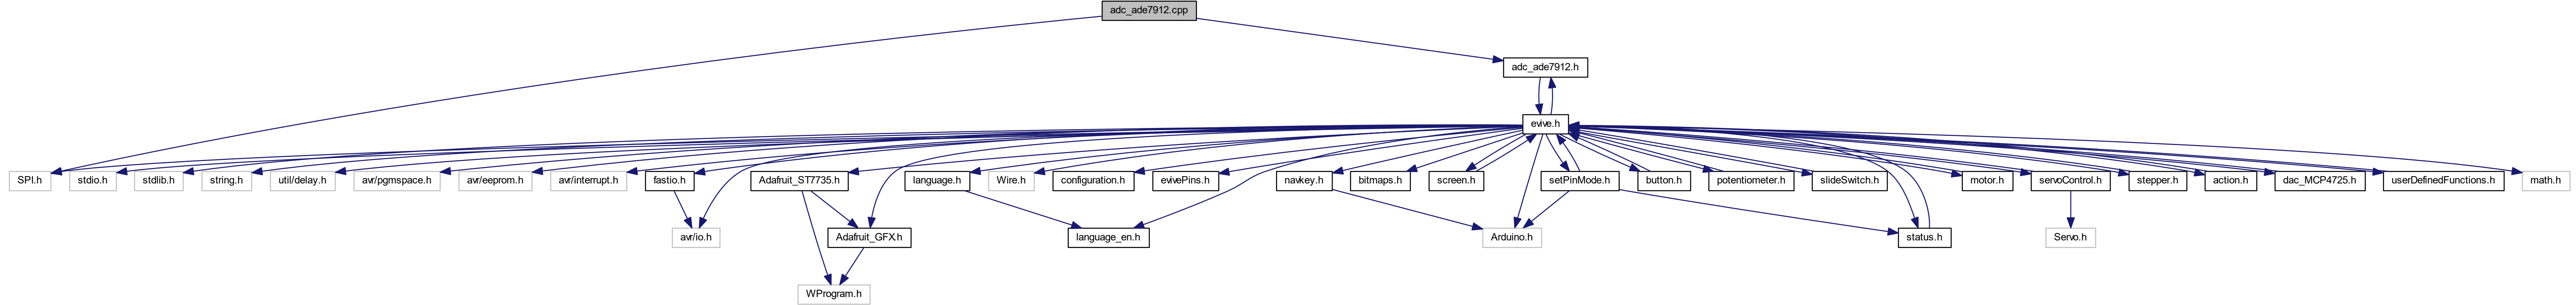 adc_ade7912.cpp
adc_ade7912.h
evive.h
SPI.h
stdio.h
stdlib.h
string.h
util/delay.h
avr/pgmspace.h
avr/eeprom.h
avr/interrupt.h
fastio.h
Adafruit_ST7735.h
language.h
Wire.h
configuration.h
evivePins.h
navkey.h
bitmaps.h
screen.h
setPinMode.h
button.h
potentiometer.h
slideSwitch.h
motor.h
servoControl.h
stepper.h
action.h
dac_MCP4725.h
userDefinedFunctions.h
math.h
avr/io.h
Adafruit_GFX.h
language_en.h
Arduino.h
status.h
Servo.h
WProgram.h